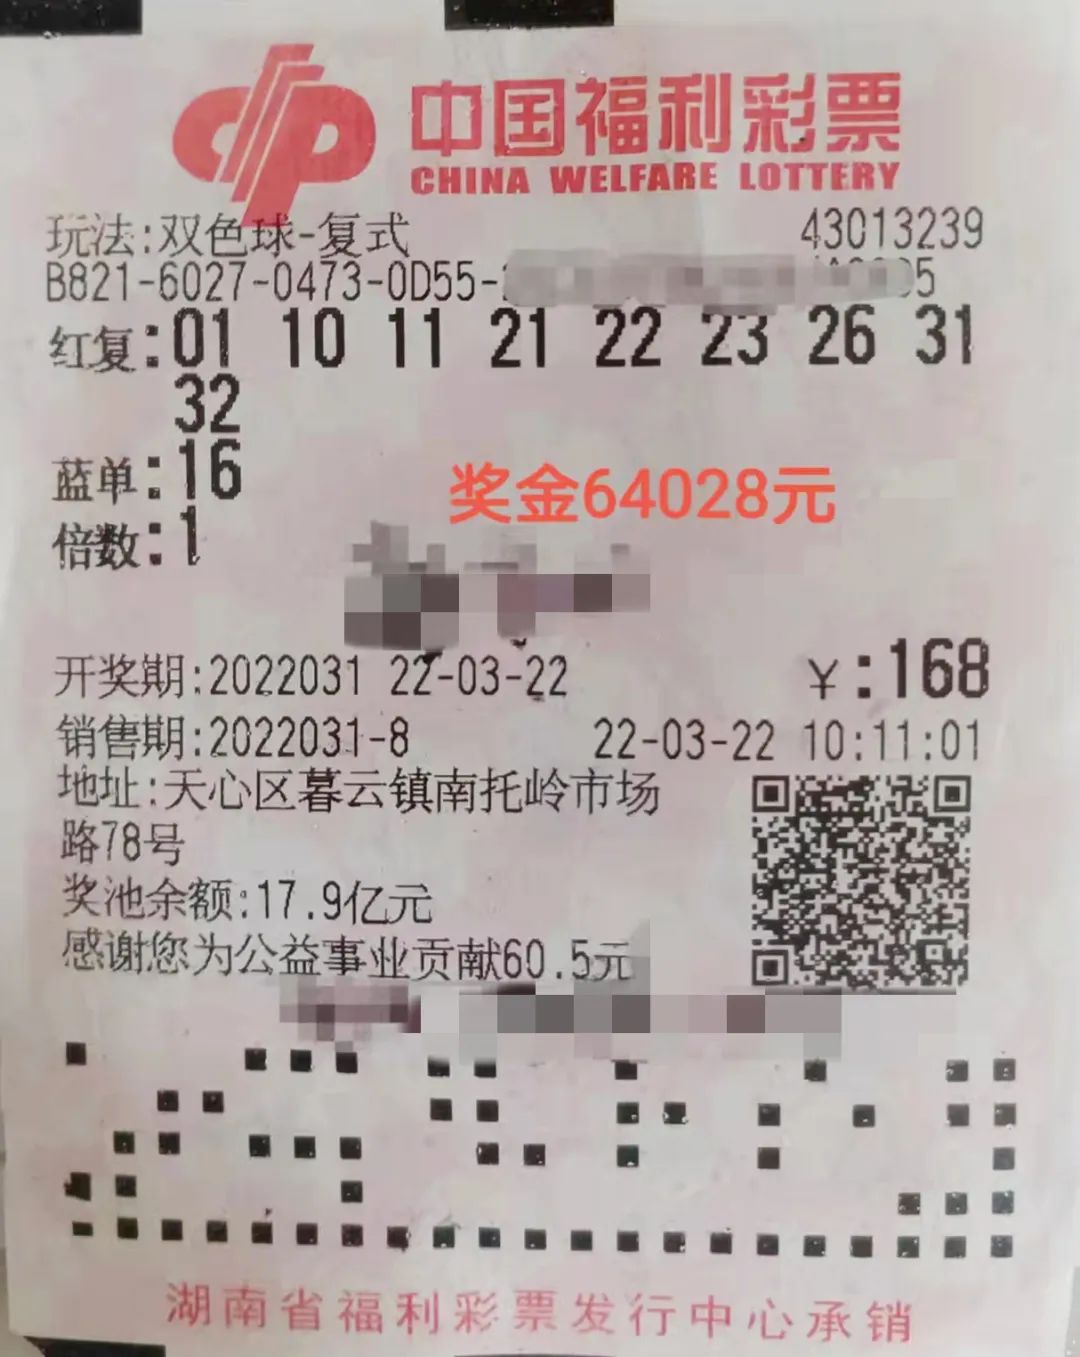 中国福利彩票
CHINA WELFARE LOTTERY
玩法:双色球-复式 43013239
B821-6027-0473-0D55-
红复:01 10 11 21 22 23 26 31
32
蓝单:16
奖金64028元
倍数:1
开奖期:2022031 22-03-22 ¥:168
销售期:2022031-8 22-03-22 10:11:01
地址:天心区暮云镇南托岭市场
路78号
奖池余额:17.9亿元
感谢您为公益事业贡献60.5元
湖南省福利彩票发行中心承销